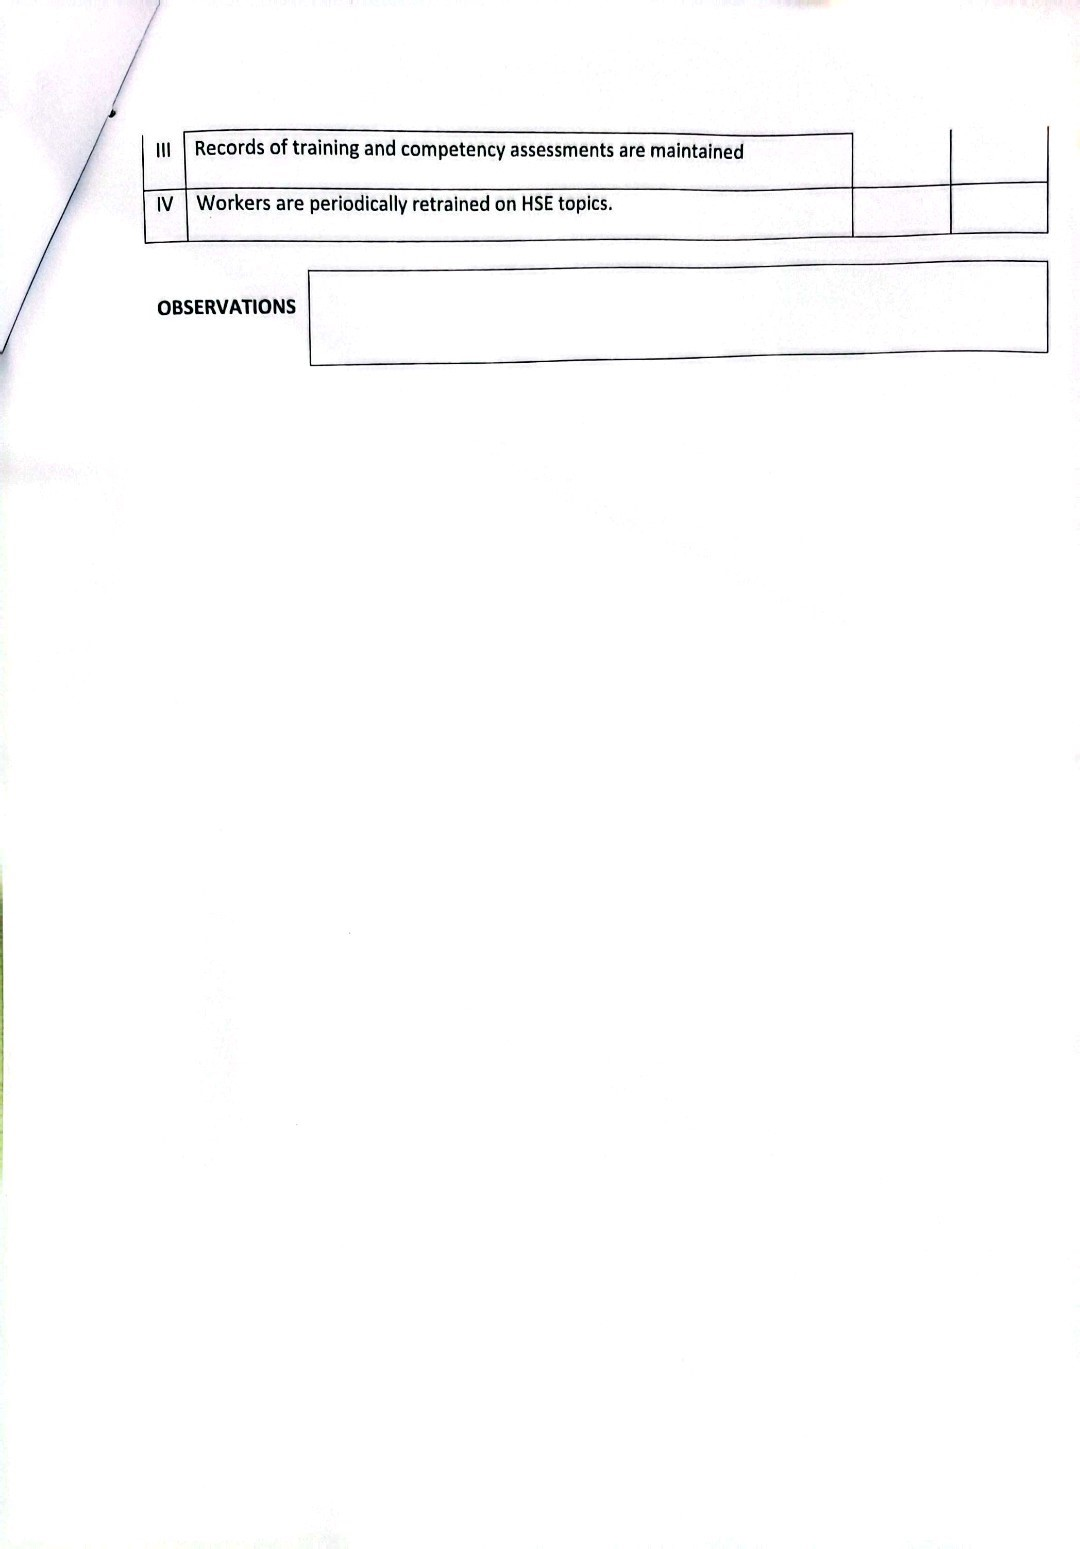 III Records of training and competency assessments are maintained
IV Workers are periodically retrained on HSE topics.
OBSERVATIONS